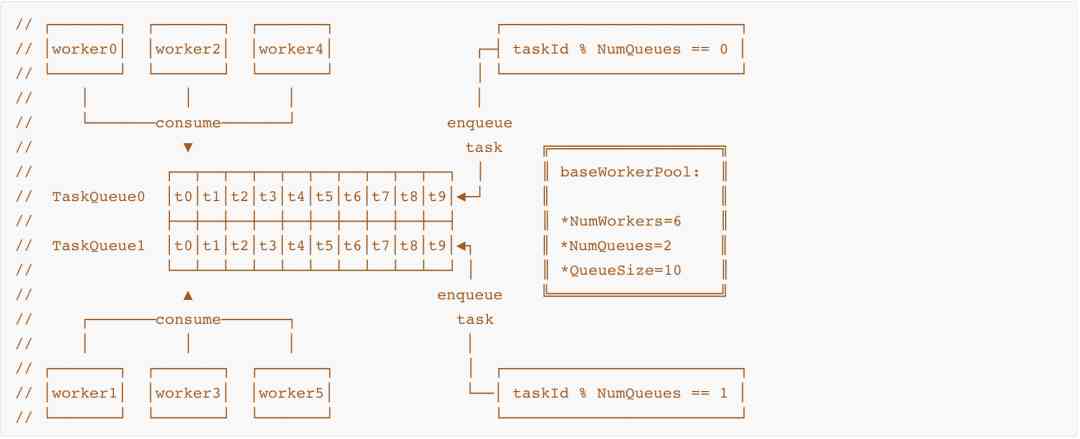 //
// worker0 worker2 worker4 taskId % NumQueues == 0
//
//
// consume enqueue
// ▼ task
// baseWorkerPool:
// TaskQueue0 t0 t1 t2 t3 t4 t5 t6 t7 t8 t9
// *NumWorkers=6
// TaskQueue1 t0 t1 t2 t3 t4 t5 t6 t7 t8 t9 *NumQueues=2
// *QueueSize=10
// ▲ enqueue
// consume task
//
//
// worker1 worker3 worker5 taskId % NumQueues == 1
//